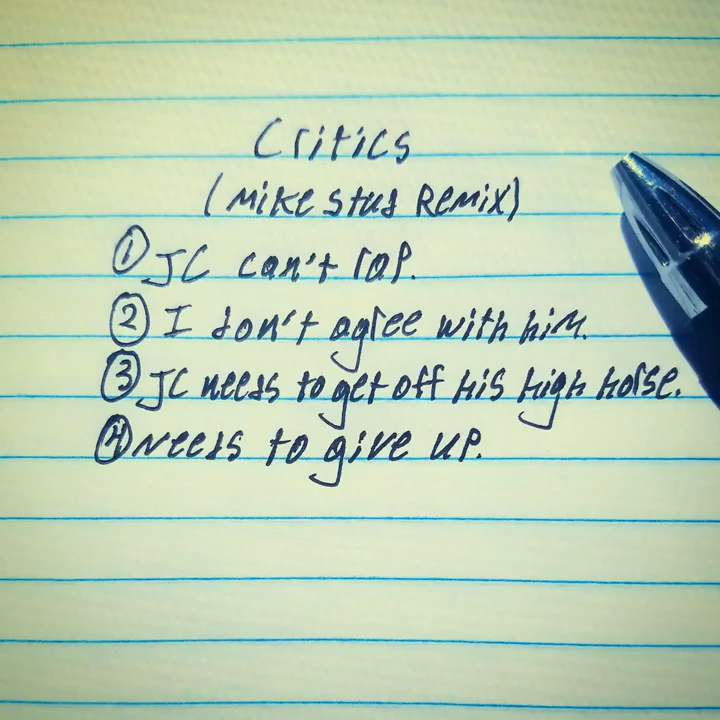 Critics
(Mike Stud Remix)
① JC can't rap.
② I don't agree with him.
③ JC needs to get off his high horse.
④ needs to give up.